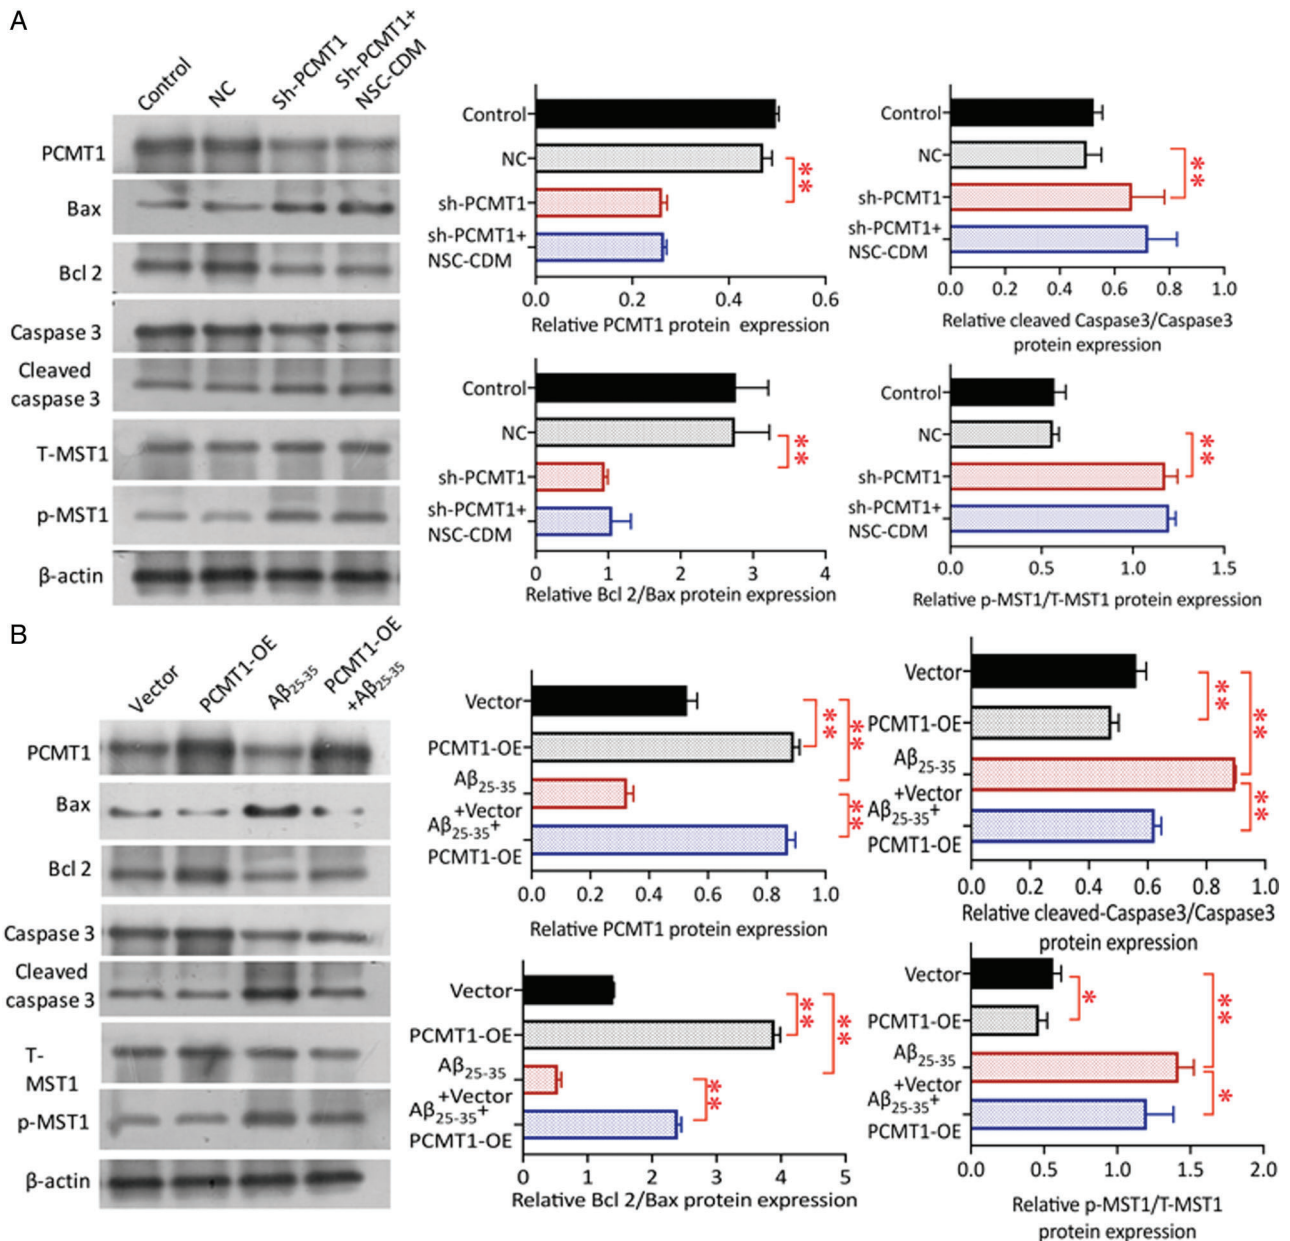 A
Control
NC
Sh-PCMT1
Sh-PCMT1+
NSC-CDM
PCMT1
Bax
Bcl 2
Caspase 3
Cleaved
caspase 3
T-MST1
p-MST1
β-actin
Control
NC
**
sh-PCMT1
sh-PCMT1+
NSC-CDM
0.0 0.2 0.4 0.6
Relative PCMT1 protein expression
Control
NC
**
sh-PCMT1
sh-PCMT1+
NSC-CDM
0.0 0.2 0.4 0.6 0.8 1.0
Relative cleaved Caspase3/Caspase3
protein expression
Control
NC
**
sh-PCMT1
sh-PCMT1+
NSC-CDM
0 1 2 3 4
Relative Bcl 2/Bax protein expression
Control
NC
**
sh-PCMT1
sh-PCMT1+
NSC-CDM
0.0 0.5 1.0 1.5
Relative p-MST1/T-MST1 protein expression
B
Vector
PCMT1-OE
Aβ25-35
PCMT1-OE
+Aβ25-35
PCMT1
Bax
Bcl 2
Caspase 3
Cleaved
caspase 3
T-
MST1
p-MST1
β-actin
Vector
** **
PCMT1-OE
Aβ25-35
+Vector
**
Aβ25-35+
PCMT1-OE
0.0 0.2 0.4 0.6 0.8 1.0
Relative PCMT1 protein expression
Vector
** **
PCMT1-OE
Aβ25-35
+Vector
**
Aβ25-35+
PCMT1-OE
0.0 0.2 0.4 0.6 0.8 1.0
Relative cleaved-Caspase3/Caspase3
protein expression
Vector
** **
PCMT1-OE
Aβ25-35
+Vector
**
Aβ25-35+
PCMT1-OE
0 1 2 3 4 5
Relative Bcl 2/Bax protein expression
Vector
* **
PCMT1-OE
Aβ25-35
+Vector
*
Aβ25-35+
PCMT1-OE
0.0 0.5 1.0 1.5 2.0
Relative p-MST1/T-MST1
protein expression